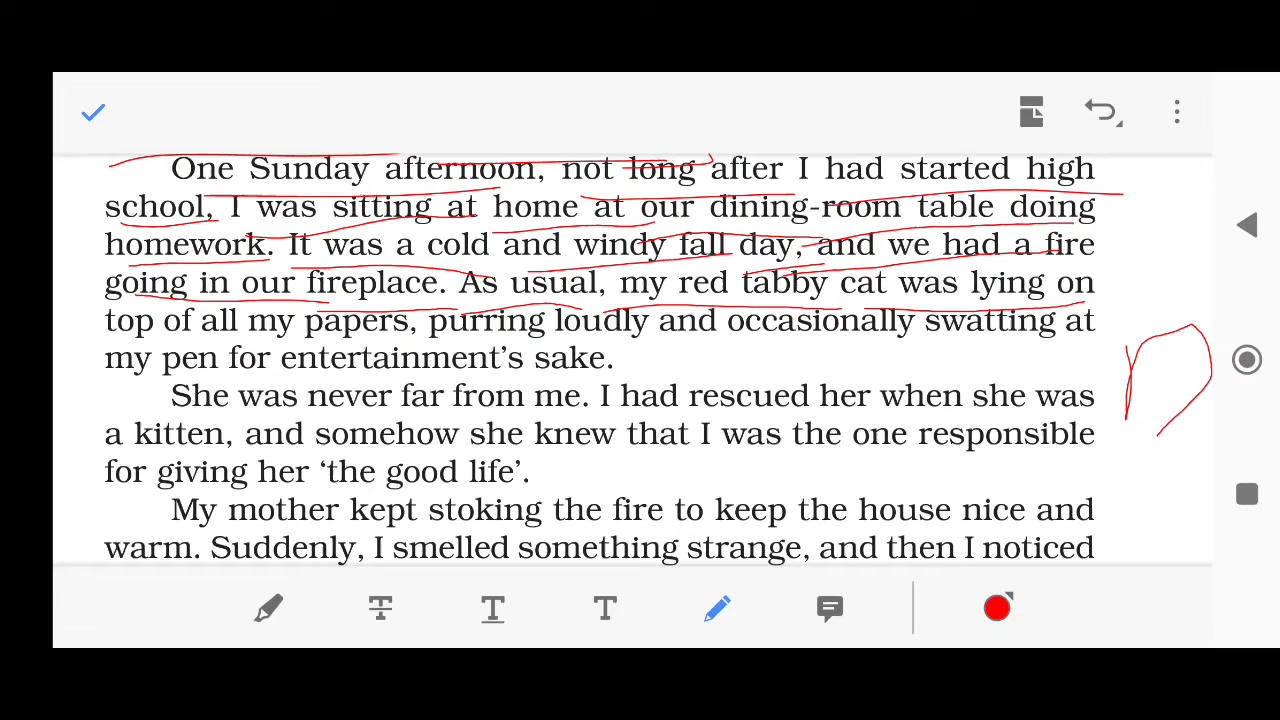 One Sunday afternoon, not long after I had started high
school, I was sitting at home at our dining-room table doing
homework. It was a cold and windy fall day, and we had a fire
going in our fireplace. As usual, my red tabby cat was lying on
top of all my papers, purring loudly and occasionally swatting at
my pen for entertainment’s sake.
She was never far from me. I had rescued her when she was
a kitten, and somehow she knew that I was the one responsible
for giving her ‘the good life’.
My mother kept stoking the fire to keep the house nice and
warm. Suddenly, I smelled something strange, and then I noticed